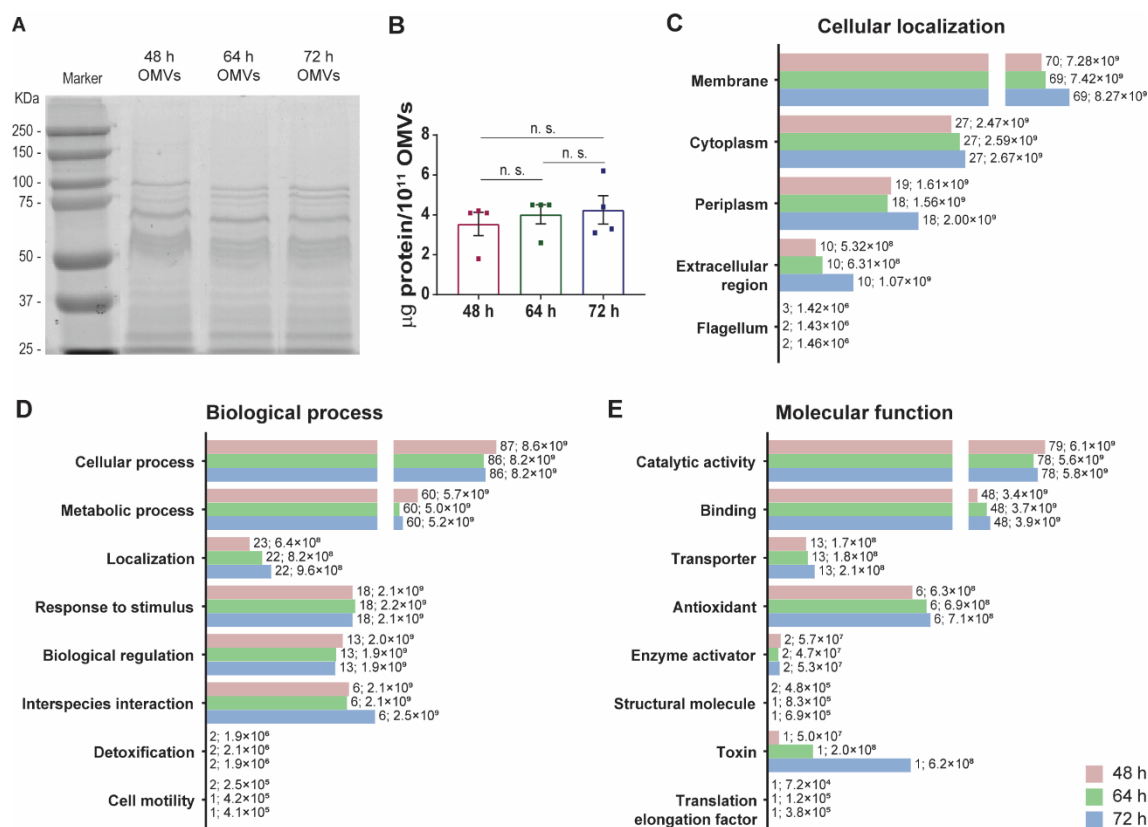 A
48 h
OMVs
64 h
OMVs
72 h
OMVs
Marker
KDa
250 -
150 -
100 -
75 -
50 -
37 -
25 -
B
µg protein/10¹¹ OMVs
8
6
4
2
0
n. s.
n. s.
n. s.
48 h
64 h
72 h
C
Cellular localization
Membrane
70; 7.28×10⁹
69; 7.42×10⁹
69; 8.27×10⁹
Cytoplasm
27; 2.47×10⁹
27; 2.59×10⁹
27; 2.67×10⁹
Periplasm
19; 1.61×10⁹
18; 1.56×10⁹
18; 2.00×10⁹
Extracellular
region
10; 5.32×10⁸
10; 6.31×10⁸
10; 1.07×10⁹
Flagellum
3; 1.42×10⁶
2; 1.43×10⁶
2; 1.46×10⁶
D
Biological process
Cellular process
87; 8.6×10⁹
86; 8.2×10⁹
86; 8.2×10⁹
Metabolic process
60; 5.7×10⁹
60; 5.0×10⁹
60; 5.2×10⁹
Localization
23; 6.4×10⁸
22; 8.2×10⁸
22; 9.6×10⁸
Response to stimulus
18; 2.1×10⁹
18; 2.2×10⁹
18; 2.1×10⁹
Biological regulation
13; 2.0×10⁹
13; 1.9×10⁹
13; 1.9×10⁹
Interspecies interaction
6; 2.1×10⁹
6; 2.1×10⁹
6; 2.5×10⁹
Detoxification
2; 1.9×10⁶
2; 2.1×10⁶
2; 1.9×10⁶
Cell motility
2; 2.5×10⁵
1; 4.2×10⁵
1; 4.1×10⁵
E
Molecular function
Catalytic activity
79; 6.1×10⁹
78; 5.6×10⁹
78; 5.8×10⁹
Binding
48; 3.4×10⁹
48; 3.7×10⁹
48; 3.9×10⁹
Transporter
13; 1.7×10⁸
13; 1.8×10⁸
13; 2.1×10⁸
Antioxidant
6; 6.3×10⁸
6; 6.9×10⁸
6; 7.1×10⁸
Enzyme activator
2; 5.7×10⁷
2; 4.7×10⁷
2; 5.3×10⁷
Structural molecule
2; 4.8×10⁵
1; 8.3×10⁵
1; 6.9×10⁵
Toxin
1; 5.0×10⁷
1; 2.0×10⁸
1; 6.2×10⁸
Translation
elongation factor
1; 7.2×10⁴
1; 1.2×10⁵
1; 3.8×10⁵
48 h
64 h
72 h